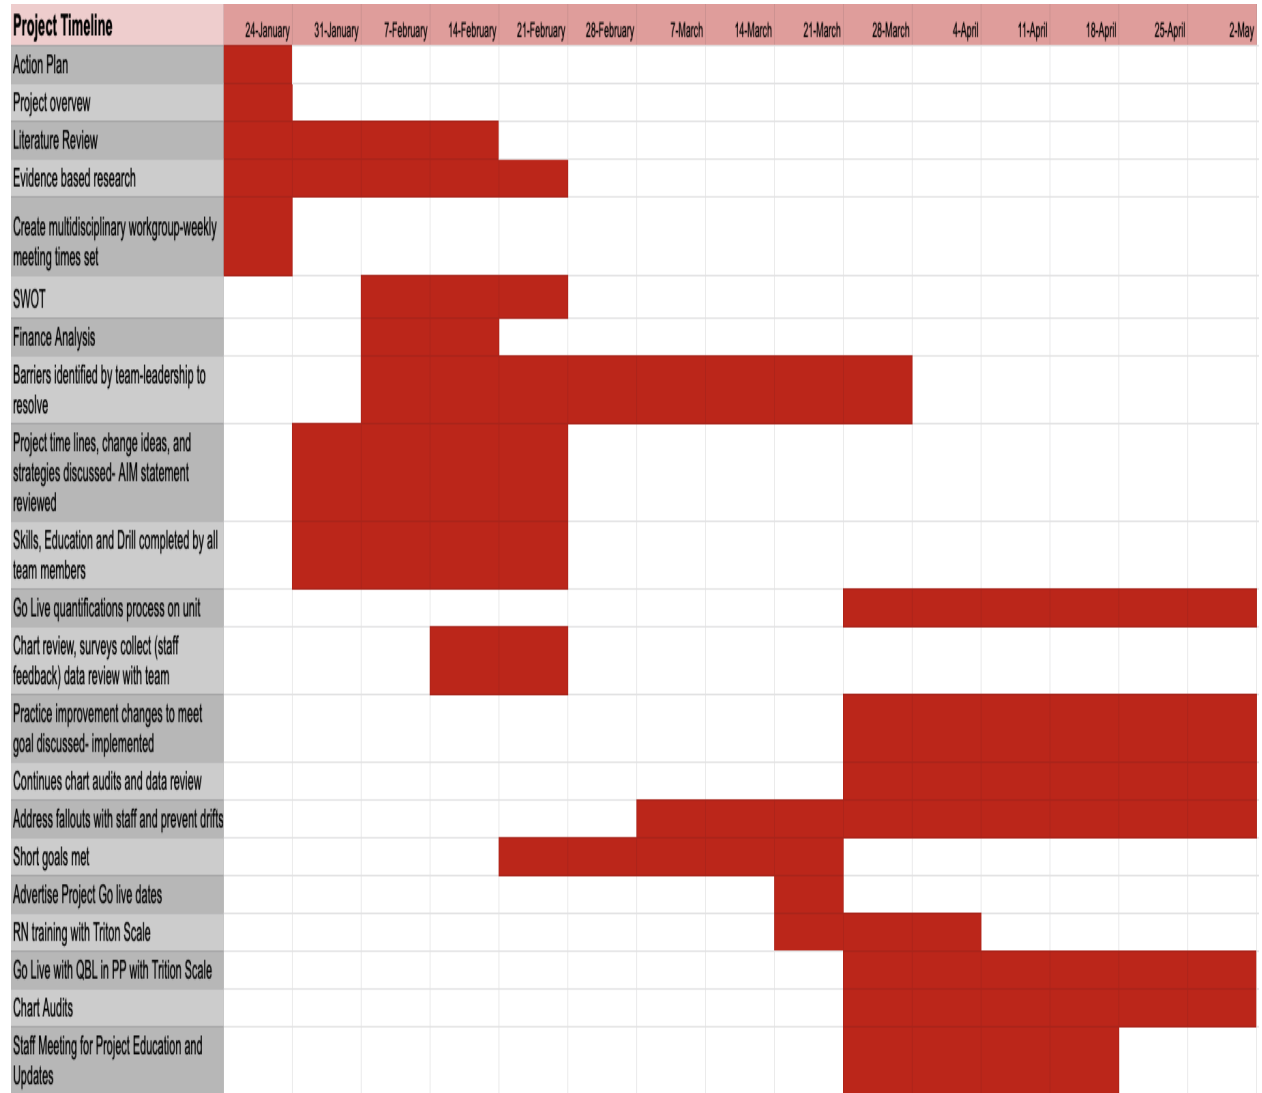 Project Timeline 24-January 31-January 7-February 14-February 21-February 28-February 7-March 14-March 21-March 28-March 4-April 11-April 18-April 25-April 2-May
Action Plan
Project overvew
Literature Review
Evidence based research
Create multidisciplinary workgroup-weekly
meeting times set
SWOT
Finance Analysis
Barriers identified by team-leadership to
resolve
Project time lines, change ideas, and
strategies discussed- AIM statement
reviewed
Skills, Education and Drill completed by all
team members
Go Live quantifications process on unit
Chart review, surveys collect (staff
feedback) data review with team
Practice improvement changes to meet
goal discussed- implemented
Continues chart audits and data review
Address fallouts with staff and prevent drifts
Short goals met
Advertise Project Go live dates
RN training with Triton Scale
Go Live with QBL in PP with Trition Scale
Chart Audits
Staff Meeting for Project Education and
Updates